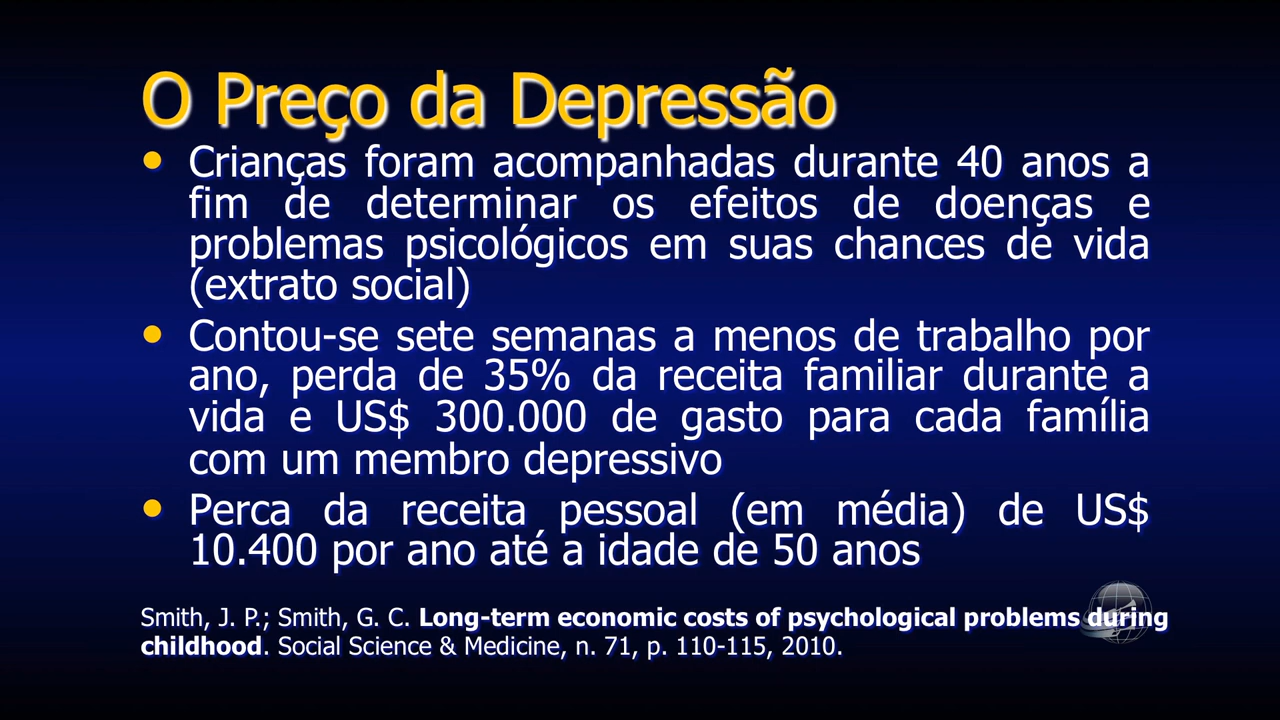 O Preço da Depressão
• Crianças foram acompanhadas durante 40 anos a
fim de determinar os efeitos de doenças e
problemas psicológicos em suas chances de vida
(extrato social)
• Contou-se sete semanas a menos de trabalho por
ano, perda de 35% da receita familiar durante a
vida e US$ 300.000 de gasto para cada família
com um membro depressivo
• Perca da receita pessoal (em média) de US$
10.400 por ano até a idade de 50 anos
Smith, J. P.; Smith, G. C. Long-term economic costs of psychological problems during
childhood. Social Science & Medicine, n. 71, p. 110-115, 2010.